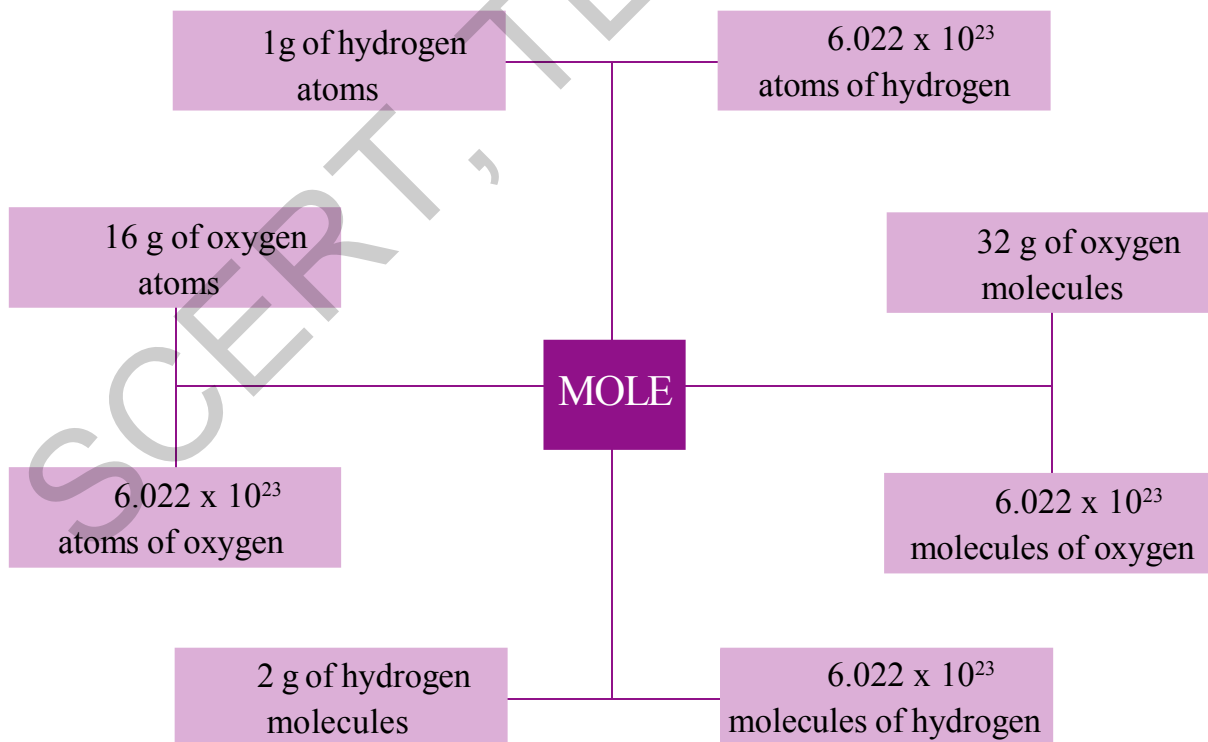 1g of hydrogen
atoms
6.022 x 10²³
atoms of hydrogen
16 g of oxygen
atoms
32 g of oxygen
molecules
MOLE
6.022 x 10²³
atoms of oxygen
6.022 x 10²³
molecules of oxygen
2 g of hydrogen
molecules
6.022 x 10²³
molecules of hydrogen
SCERT, TE